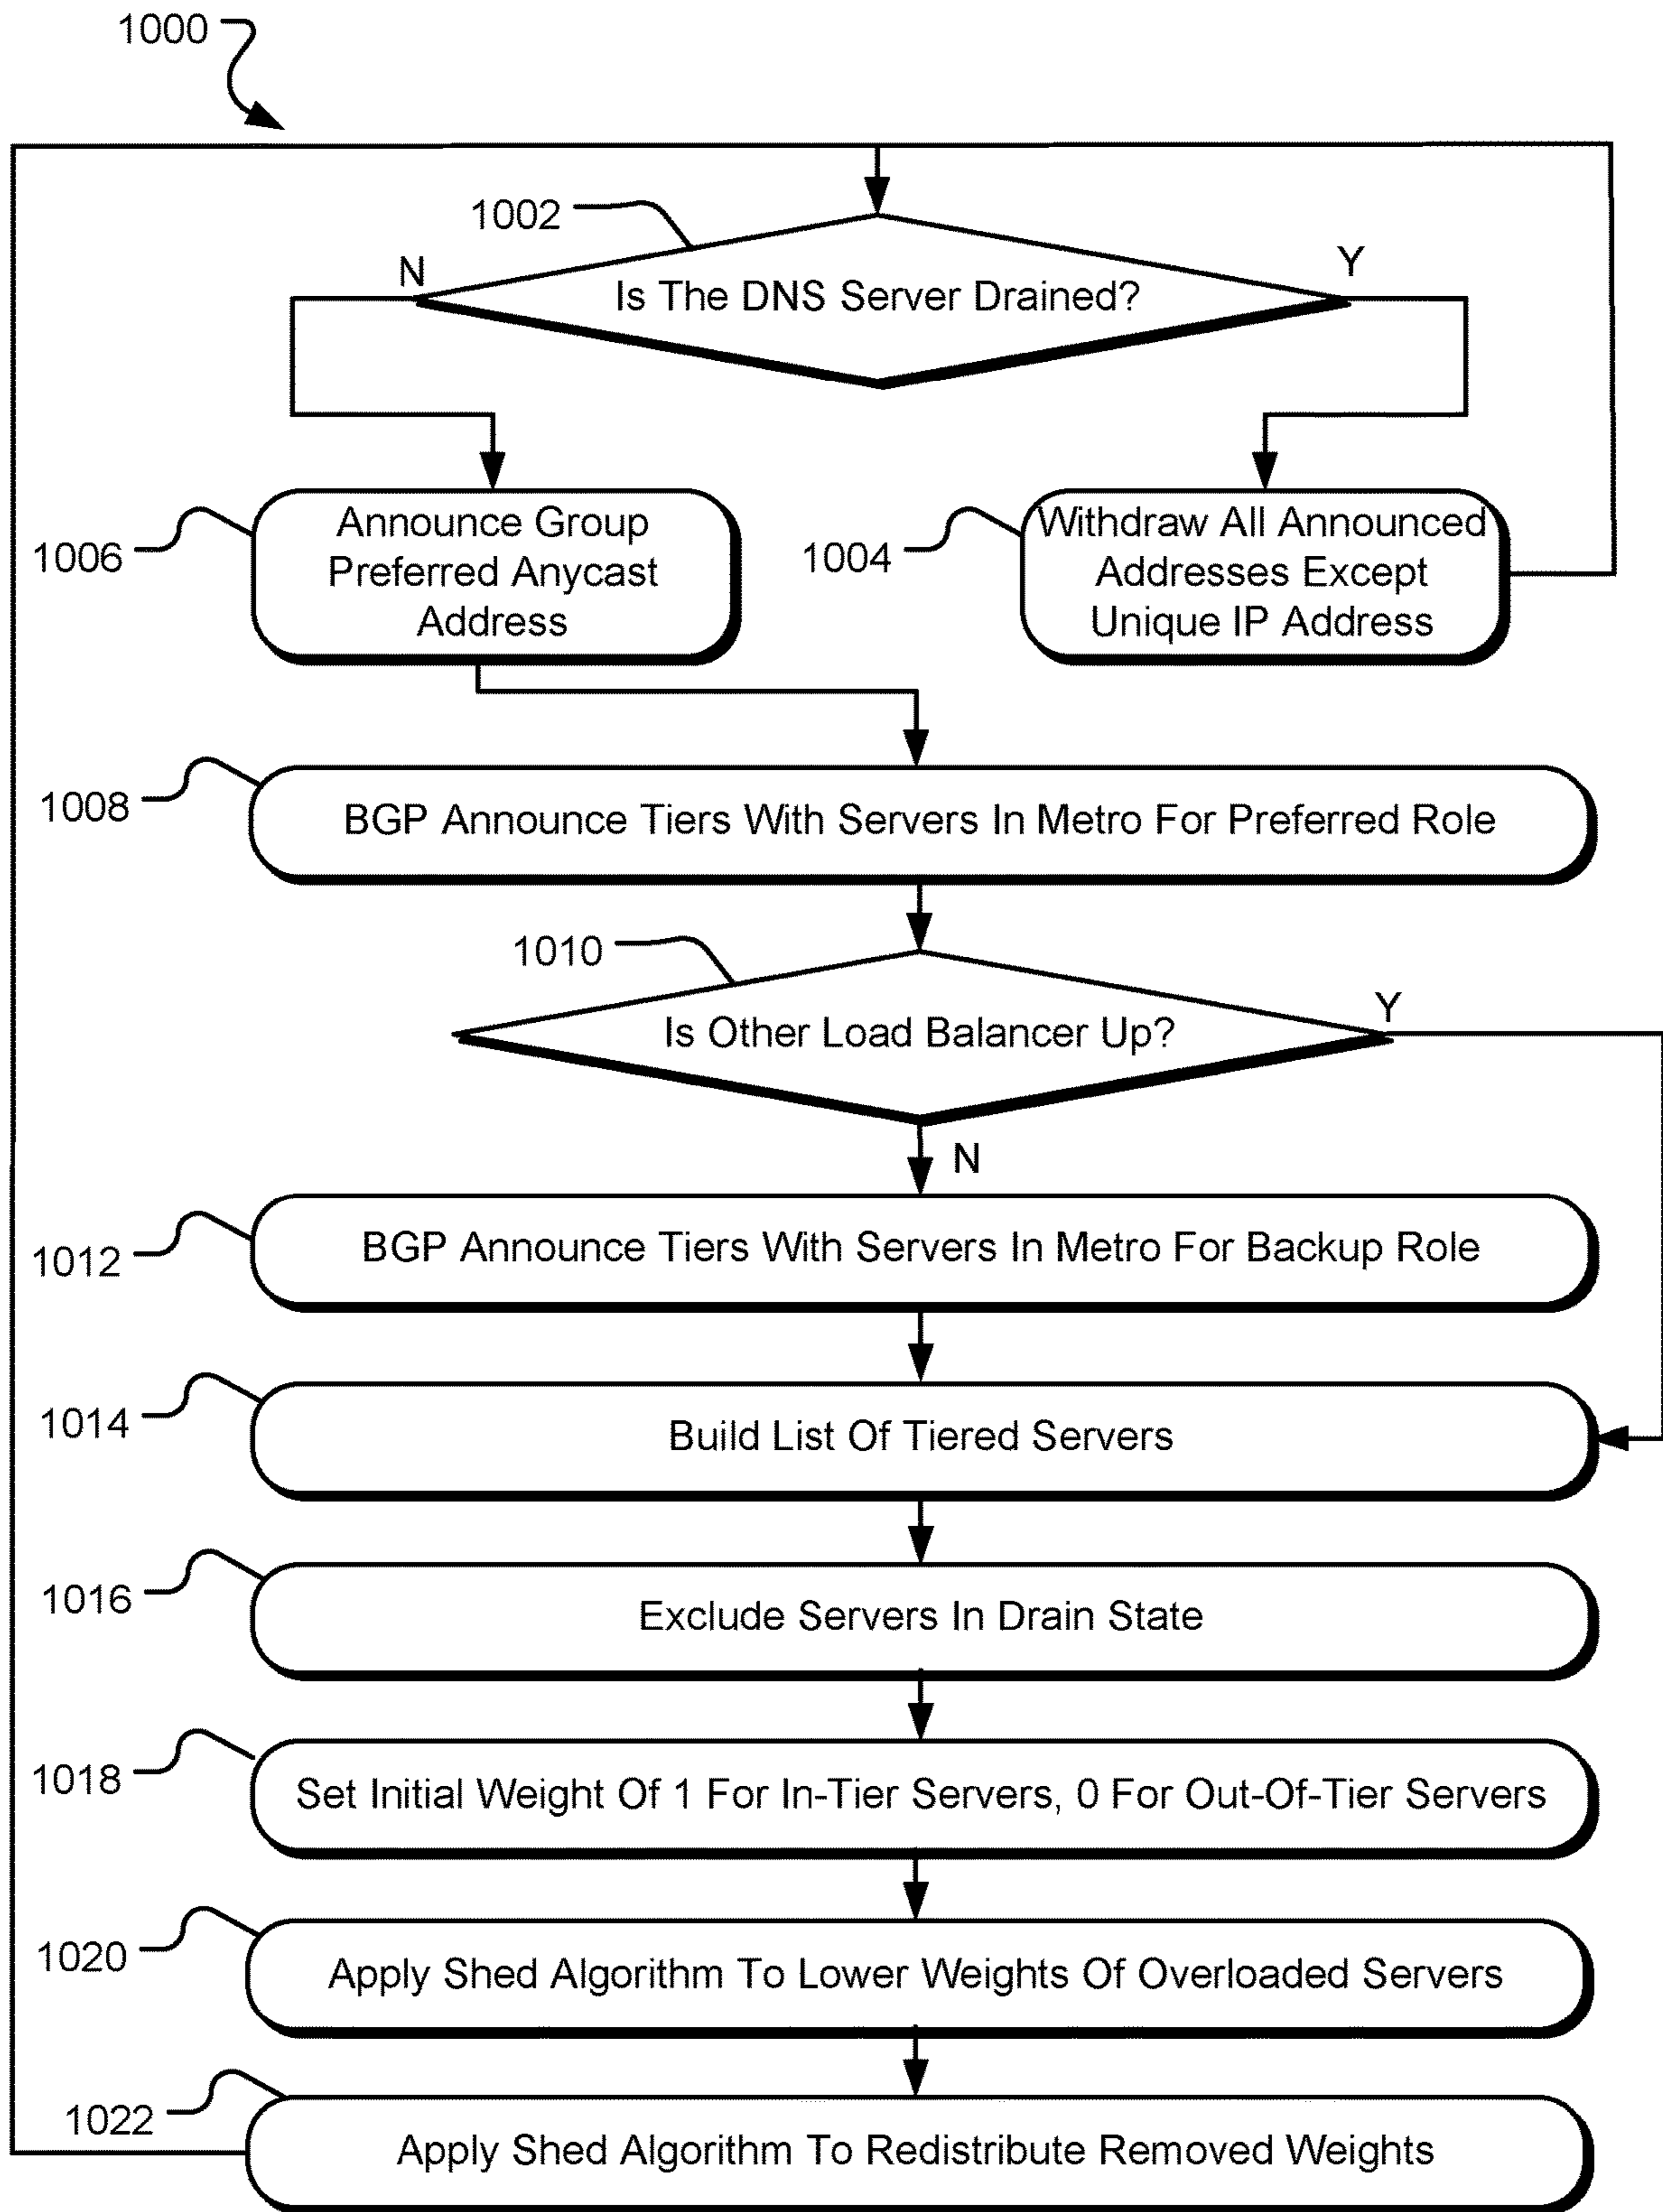 1000
1002
N
Y
Is The DNS Server Drained?
1006
Announce Group
Preferred Anycast
Address
1004
Withdraw All Announced
Addresses Except
Unique IP Address
1008
BGP Announce Tiers With Servers In Metro For Preferred Role
1010
Y
Is Other Load Balancer Up?
N
1012
BGP Announce Tiers With Servers In Metro For Backup Role
1014
Build List Of Tiered Servers
1016
Exclude Servers In Drain State
1018
Set Initial Weight Of 1 For In-Tier Servers, 0 For Out-Of-Tier Servers
1020
Apply Shed Algorithm To Lower Weights Of Overloaded Servers
1022
Apply Shed Algorithm To Redistribute Removed Weights